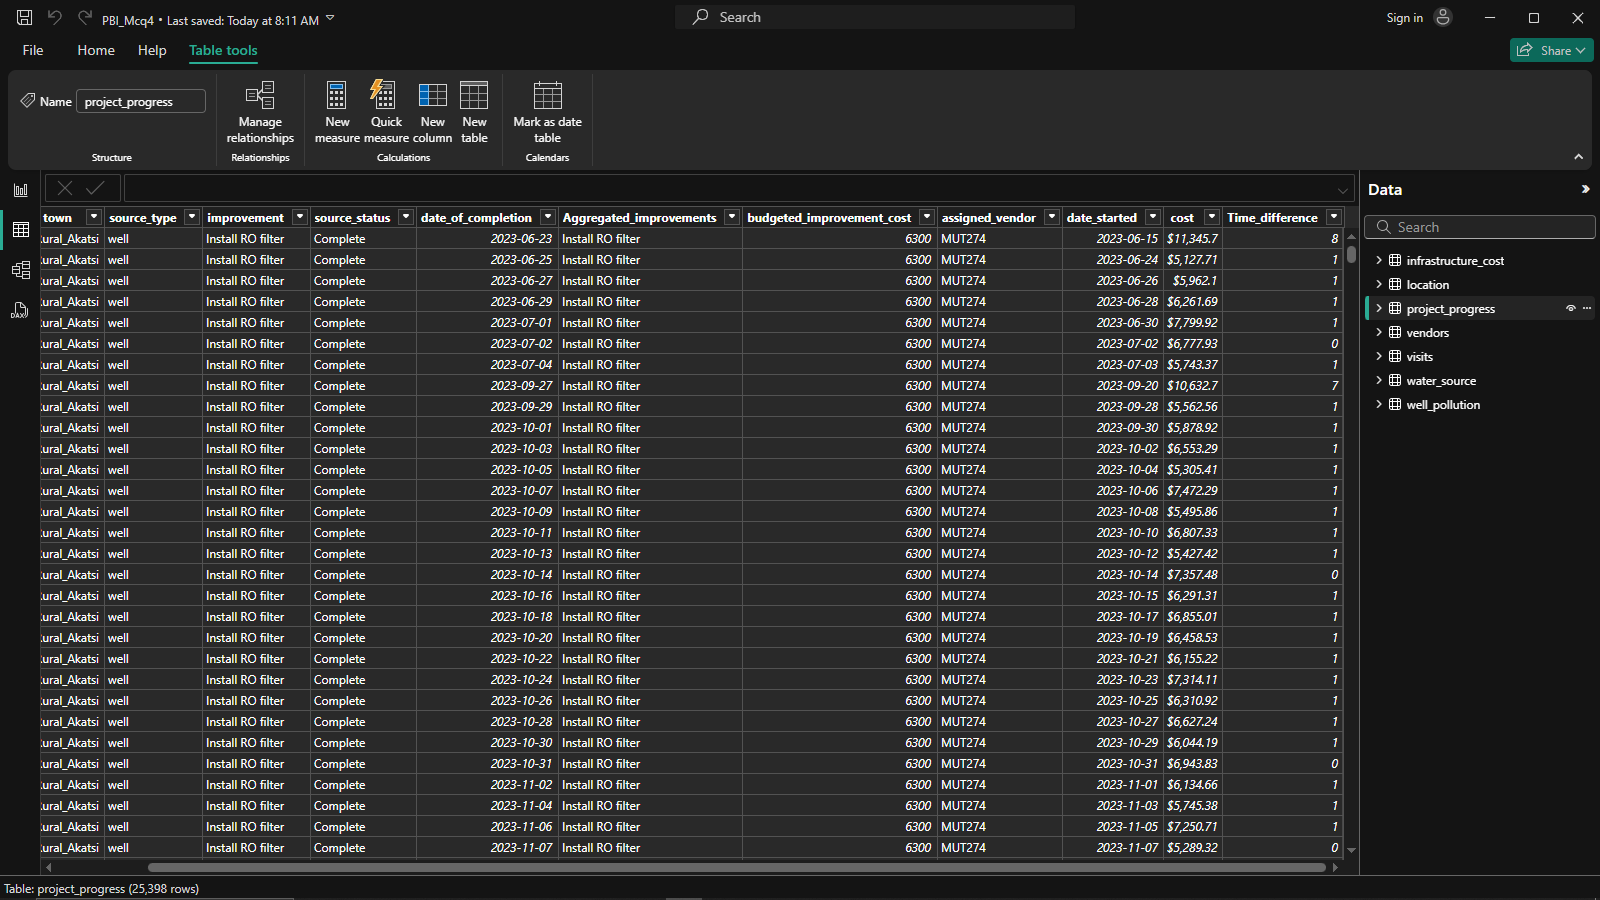 PBI_Mcq4 • Last saved: Today at 8:11 AM
Search
Sign in
File Home Help Table tools
Share
Name project_progress
Manage relationships
New measure
Quick measure
New column
New table
Mark as date table
Structure Relationships Calculations Calendars
Data
Search
infrastructure_cost
location
project_progress
vendors
visits
water_source
well_pollution
town source_type improvement source_status date_of_completion Aggregated_improvements budgeted_improvement_cost assigned_vendor date_started cost Time_difference
ural_Akatsi well Install RO filter Complete 2023-06-23 Install RO filter 6300 MUT274 2023-06-15 $11,345.7 8
ural_Akatsi well Install RO filter Complete 2023-06-25 Install RO filter 6300 MUT274 2023-06-24 $5,127.71 1
ural_Akatsi well Install RO filter Complete 2023-06-27 Install RO filter 6300 MUT274 2023-06-26 $5,962.1 1
ural_Akatsi well Install RO filter Complete 2023-06-29 Install RO filter 6300 MUT274 2023-06-28 $6,261.69 1
ural_Akatsi well Install RO filter Complete 2023-07-01 Install RO filter 6300 MUT274 2023-06-30 $7,799.92 1
ural_Akatsi well Install RO filter Complete 2023-07-02 Install RO filter 6300 MUT274 2023-07-02 $6,777.93 0
ural_Akatsi well Install RO filter Complete 2023-07-04 Install RO filter 6300 MUT274 2023-07-03 $5,743.37 1
ural_Akatsi well Install RO filter Complete 2023-09-27 Install RO filter 6300 MUT274 2023-09-20 $10,632.7 7
ural_Akatsi well Install RO filter Complete 2023-09-29 Install RO filter 6300 MUT274 2023-09-28 $5,562.56 1
ural_Akatsi well Install RO filter Complete 2023-10-01 Install RO filter 6300 MUT274 2023-09-30 $5,878.92 1
ural_Akatsi well Install RO filter Complete 2023-10-03 Install RO filter 6300 MUT274 2023-10-02 $6,553.29 1
ural_Akatsi well Install RO filter Complete 2023-10-05 Install RO filter 6300 MUT274 2023-10-04 $5,305.41 1
ural_Akatsi well Install RO filter Complete 2023-10-07 Install RO filter 6300 MUT274 2023-10-06 $7,472.29 1
ural_Akatsi well Install RO filter Complete 2023-10-09 Install RO filter 6300 MUT274 2023-10-08 $5,495.86 1
ural_Akatsi well Install RO filter Complete 2023-10-11 Install RO filter 6300 MUT274 2023-10-10 $6,807.33 1
ural_Akatsi well Install RO filter Complete 2023-10-13 Install RO filter 6300 MUT274 2023-10-12 $5,427.42 1
ural_Akatsi well Install RO filter Complete 2023-10-14 Install RO filter 6300 MUT274 2023-10-14 $7,357.48 0
ural_Akatsi well Install RO filter Complete 2023-10-16 Install RO filter 6300 MUT274 2023-10-15 $6,291.31 1
ural_Akatsi well Install RO filter Complete 2023-10-18 Install RO filter 6300 MUT274 2023-10-17 $6,855.01 1
ural_Akatsi well Install RO filter Complete 2023-10-20 Install RO filter 6300 MUT274 2023-10-19 $6,458.53 1
ural_Akatsi well Install RO filter Complete 2023-10-22 Install RO filter 6300 MUT274 2023-10-21 $6,155.22 1
ural_Akatsi well Install RO filter Complete 2023-10-24 Install RO filter 6300 MUT274 2023-10-23 $7,314.11 1
ural_Akatsi well Install RO filter Complete 2023-10-26 Install RO filter 6300 MUT274 2023-10-25 $6,310.92 1
ural_Akatsi well Install RO filter Complete 2023-10-28 Install RO filter 6300 MUT274 2023-10-27 $6,627.24 1
ural_Akatsi well Install RO filter Complete 2023-10-30 Install RO filter 6300 MUT274 2023-10-29 $6,044.19 1
ural_Akatsi well Install RO filter Complete 2023-10-31 Install RO filter 6300 MUT274 2023-10-31 $6,943.83 0
ural_Akatsi well Install RO filter Complete 2023-11-02 Install RO filter 6300 MUT274 2023-11-01 $6,134.66 1
ural_Akatsi well Install RO filter Complete 2023-11-04 Install RO filter 6300 MUT274 2023-11-03 $5,745.38 1
ural_Akatsi well Install RO filter Complete 2023-11-06 Install RO filter 6300 MUT274 2023-11-05 $7,250.71 1
ural_Akatsi well Install RO filter Complete 2023-11-07 Install RO filter 6300 MUT274 2023-11-07 $5,289.32 0
Table: project_progress (25,398 rows)